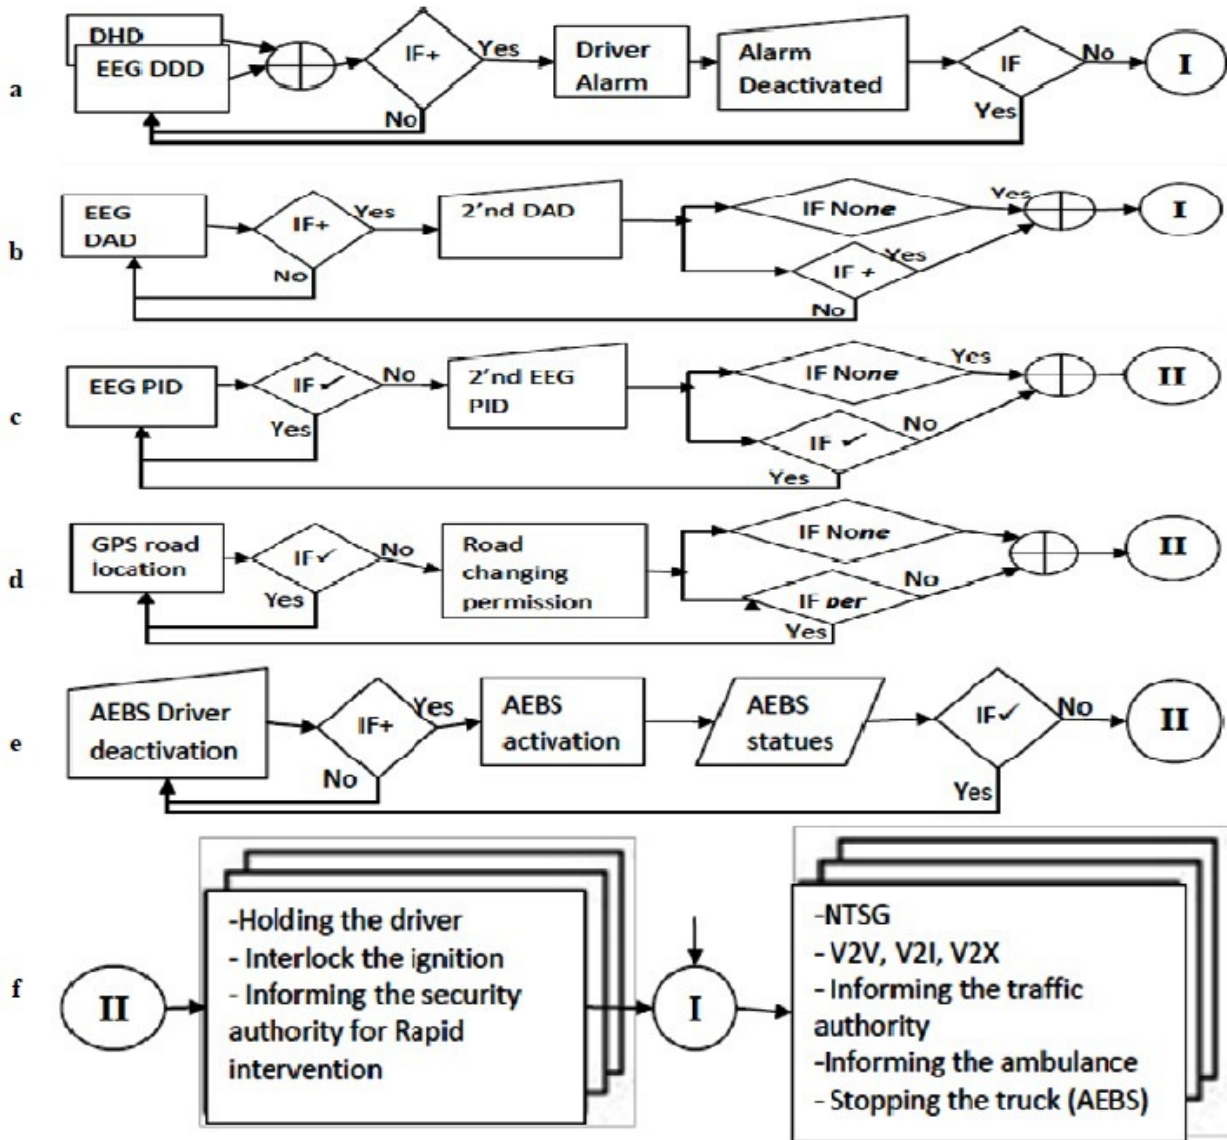 a
DHD
EEG DDD
IF+
Yes
No
Driver
Alarm
Alarm
Deactivated
IF
No
Yes
I
b
EEG
DAD
IF+
Yes
No
2'nd DAD
IF None
Yes
IF +
Yes
No
I
c
EEG PID
IF ✓
No
Yes
2'nd EEG
PID
IF None
Yes
IF ✓
No
Yes
II
d
GPS road
location
IF✓
No
Yes
Road
changing
permission
IF None
IF per
No
Yes
II
e
AEBS Driver
deactivation
IF+
Yes
No
AEBS
activation
AEBS
statues
IF✓
No
Yes
II
f
II
-Holding the driver
- Interlock the ignition
- Informing the security
authority for Rapid
intervention
I
-NTSG
- V2V, V2I, V2X
- Informing the traffic
authority
-Informing the ambulance
- Stopping the truck (AEBS)